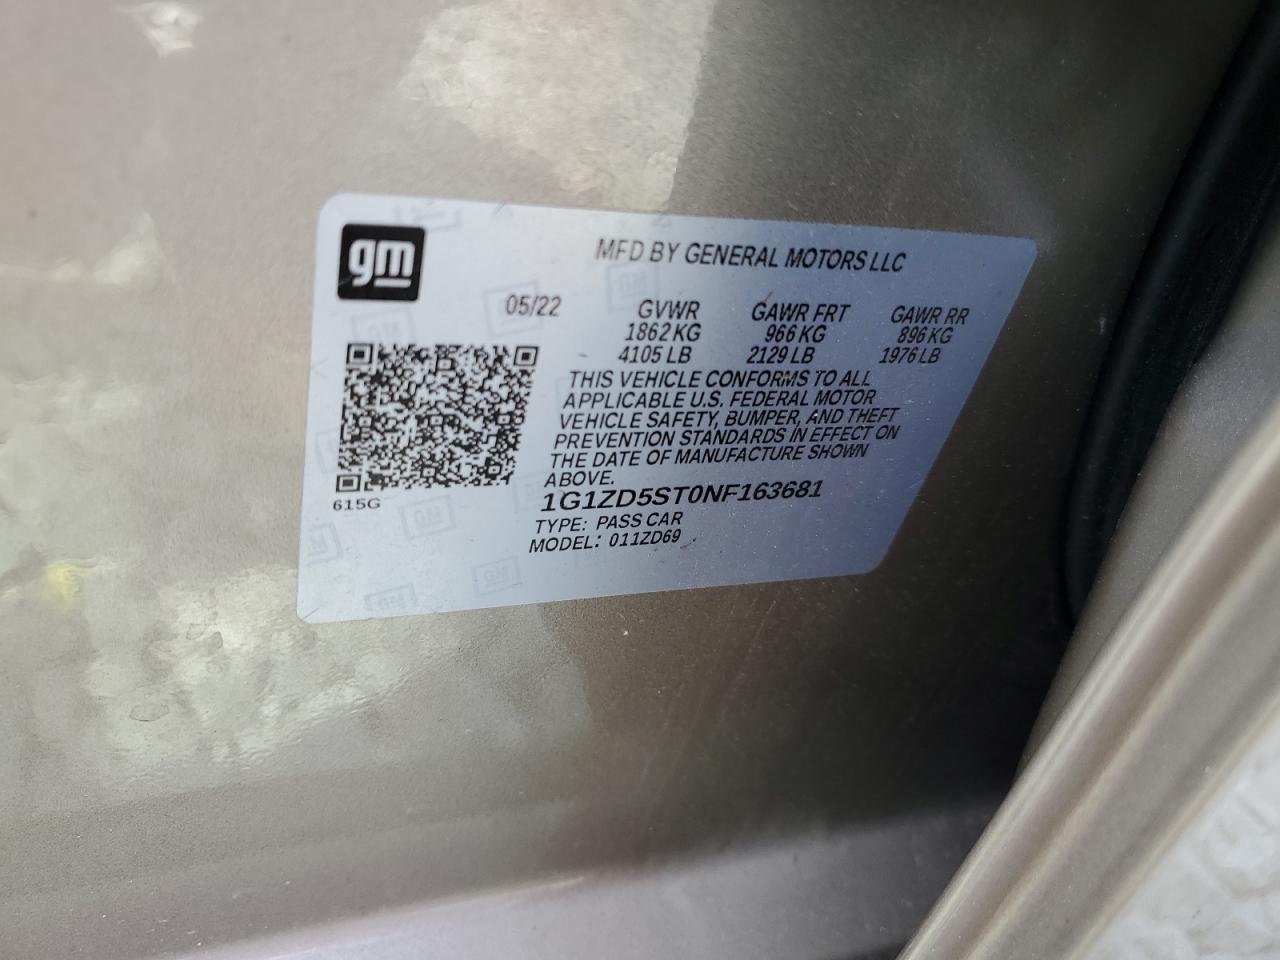 gm
MFD BY GENERAL MOTORS LLC
05/22 GVWR GAWR FRT GAWR RR
1862 KG 966 KG 896 KG
4105 LB 2129 LB 1976 LB
THIS VEHICLE CONFORMS TO ALL
APPLICABLE U.S. FEDERAL MOTOR
VEHICLE SAFETY, BUMPER, AND THEFT
PREVENTION STANDARDS IN EFFECT ON
THE DATE OF MANUFACTURE SHOWN
ABOVE.
615G
1G1ZD5ST0NF163681
TYPE: PASS CAR
MODEL: 011ZD69